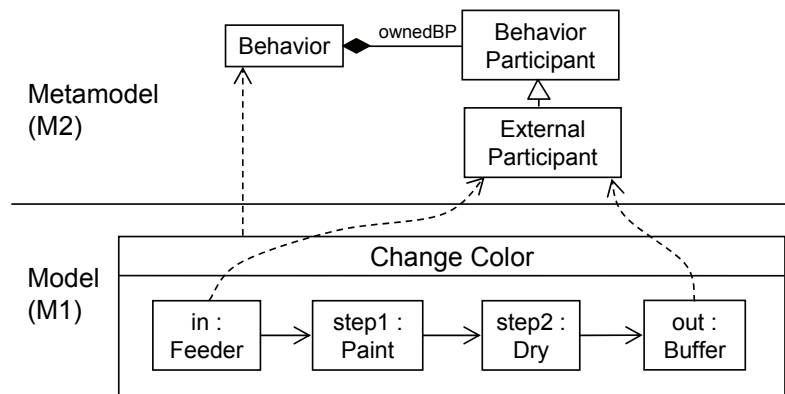 Behavior
ownedBP
Behavior
Participant
Metamodel
(M2)
External
Participant
Change Color
Model
(M1)
in :
Feeder
step1 :
Paint
step2 :
Dry
out :
Buffer